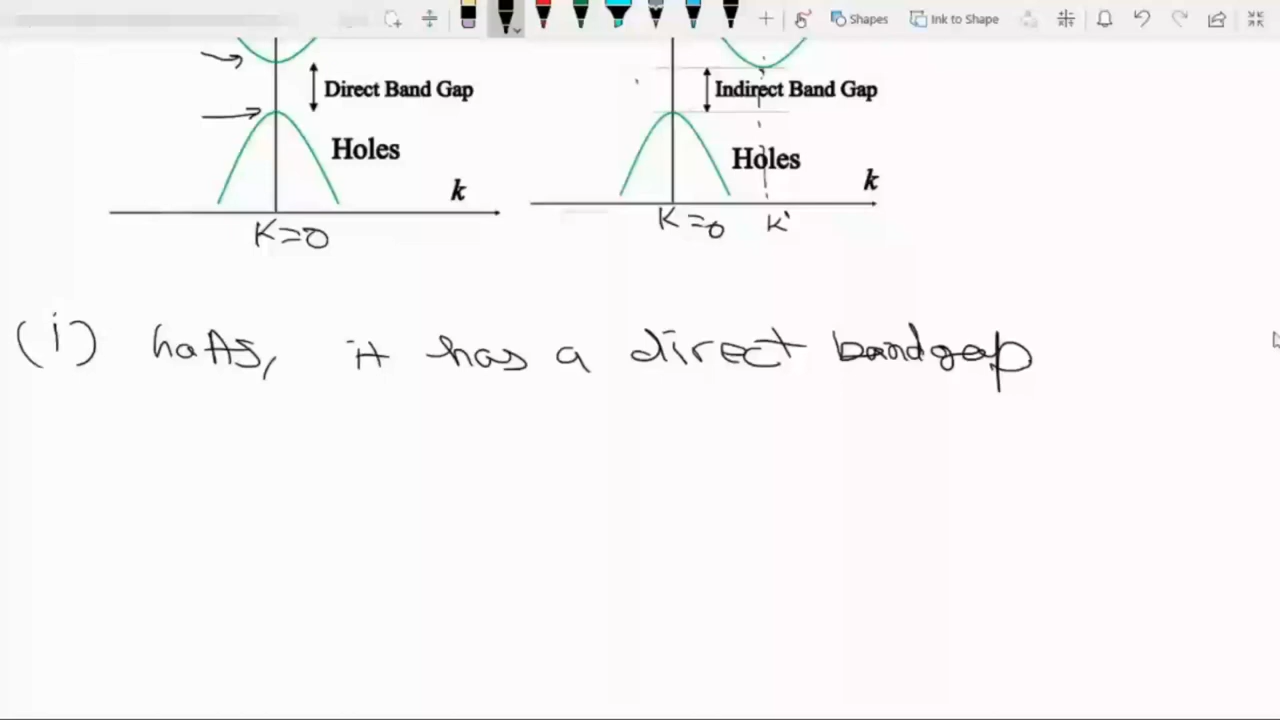 Shapes Ink to Shape
Direct Band Gap Indirect Band Gap
Holes Holes
k k
K=0 K=0 K'
(i) GaAs, it has a direct bandgap